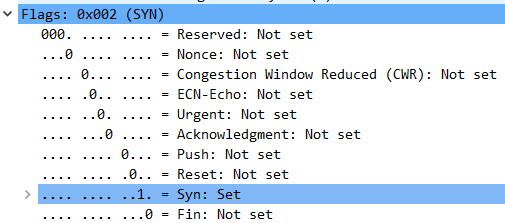 Flags: 0x002 (SYN)
000. .... .... = Reserved: Not set
...0 .... .... = Nonce: Not set
.... 0... .... = Congestion Window Reduced (CWR): Not set
.... .0.. .... = ECN-Echo: Not set
.... ..0. .... = Urgent: Not set
.... ...0 .... = Acknowledgment: Not set
.... .... 0... = Push: Not set
.... .... .0.. = Reset: Not set
.... .... ..1. = Syn: Set
.... .... ...0 = Fin: Not set